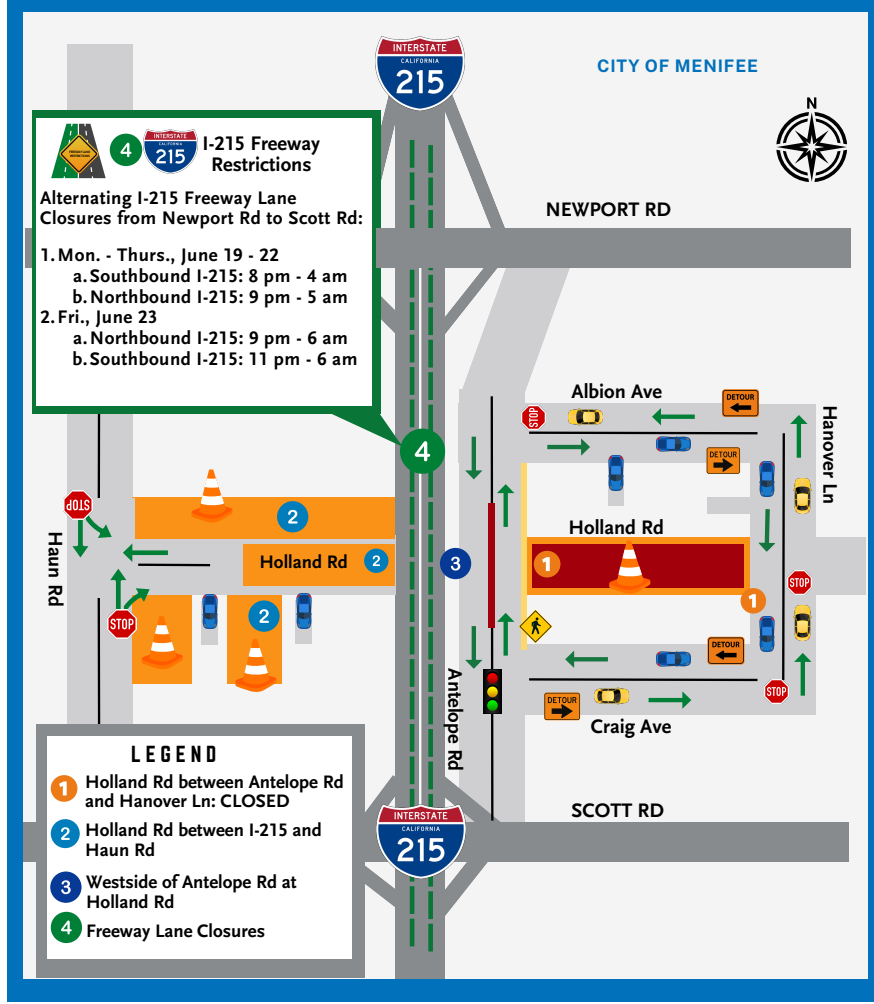 INTERSTATE
CALIFORNIA
215
CITY OF MENIFEE
N
FREEWAY LANE
RESTRICTIONS
4
INTERSTATE
215
I-215 Freeway
Restrictions
Alternating I-215 Freeway Lane
Closures from Newport Rd to Scott Rd:
1. Mon. - Thurs., June 19 - 22
a. Southbound I-215: 8 pm - 4 am
b. Northbound I-215: 9 pm - 5 am
2. Fri., June 23
a. Northbound I-215: 9 pm - 6 am
b. Southbound I-215: 11 pm - 6 am
NEWPORT RD
Albion Ave
DETOUR
STOP
Hanover Ln
4
DETOUR
STOP
2
Holland Rd
Haun Rd
Holland Rd
2
3
1
STOP
1
STOP
2
DETOUR
Antelope Rd
STOP
DETOUR
Craig Ave
LEGEND
1 Holland Rd between Antelope Rd
and Hanover Ln: CLOSED
2 Holland Rd between I-215 and
Haun Rd
3 Westside of Antelope Rd at
Holland Rd
4 Freeway Lane Closures
SCOTT RD
INTERSTATE
CALIFORNIA
215